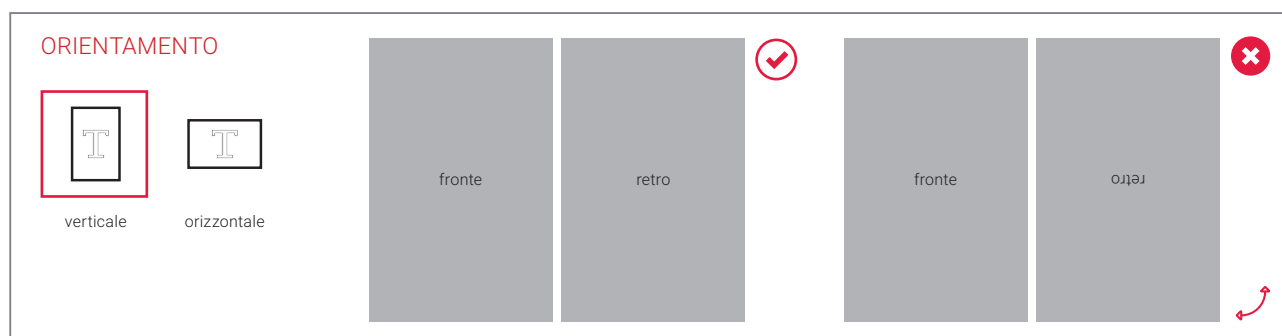 ORIENTAMENTO
T
T
verticale
orizzontale
fronte
retro
fronte
retro